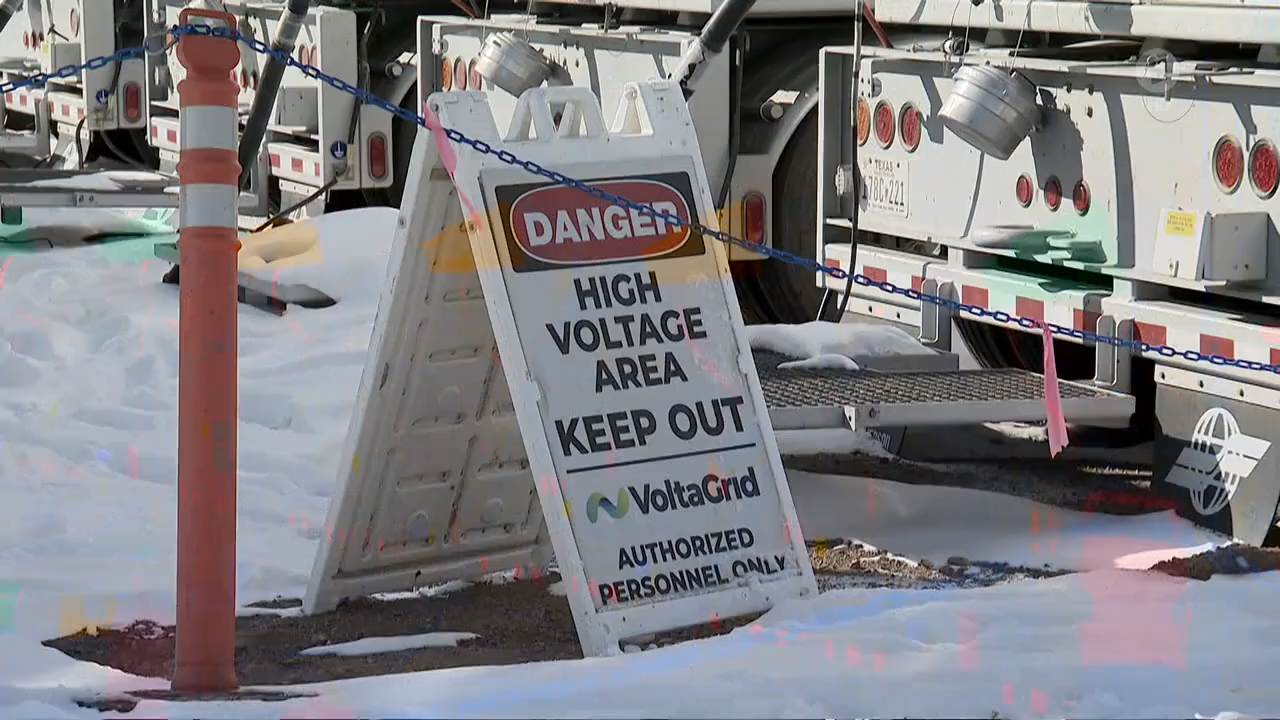 DANGER
HIGH
VOLTAGE
AREA
KEEP OUT
VoltaGrid
AUTHORIZED
PERSONNEL ONLY
TEXAS